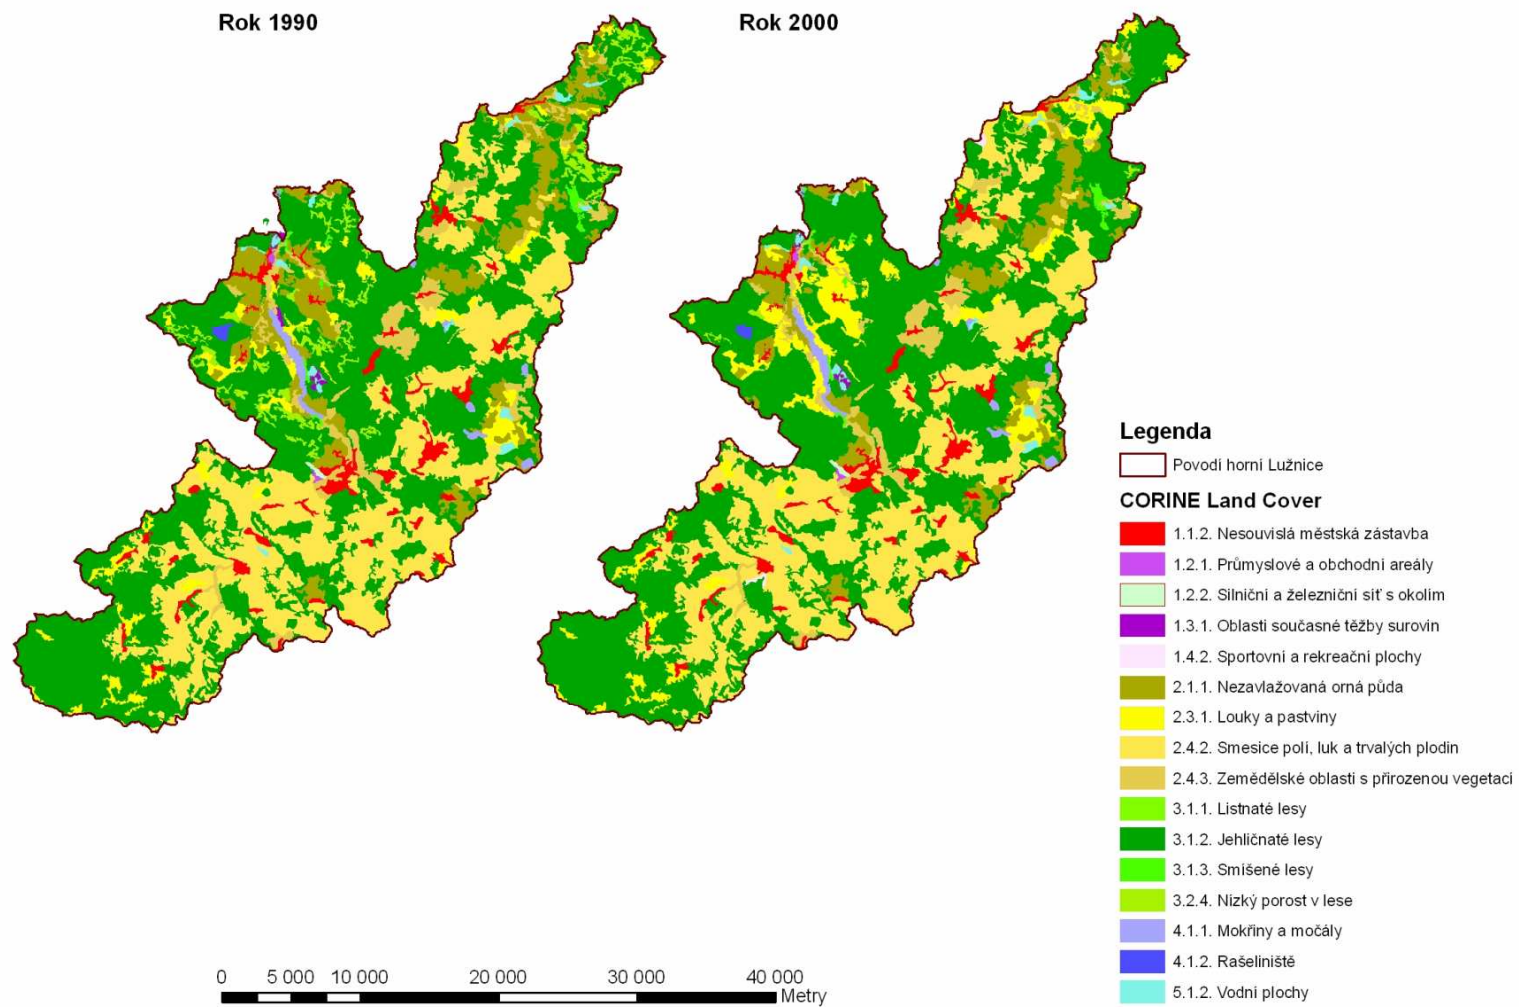 Rok 1990
Rok 2000
Legenda
Povodí horní Lužnice
CORINE Land Cover
1.1.2. Nesouvislá městská zástavba
1.2.1. Průmyslové a obchodní areály
1.2.2. Silniční a železniční síť s okolím
1.3.1. Oblasti současné těžby surovin
1.4.2. Sportovní a rekreační plochy
2.1.1. Nezavlažovaná orná půda
2.3.1. Louky a pastviny
2.4.2. Smesice polí, luk a trvalých plodin
2.4.3. Zemědělské oblasti s přirozenou vegetací
3.1.1. Listnaté lesy
3.1.2. Jehličnaté lesy
3.1.3. Smíšené lesy
3.2.4. Nízký porost v lese
4.1.1. Mokřiny a močály
4.1.2. Rašeliniště
5.1.2. Vodní plochy
0 5 000 10 000 20 000 30 000 40 000
Metry